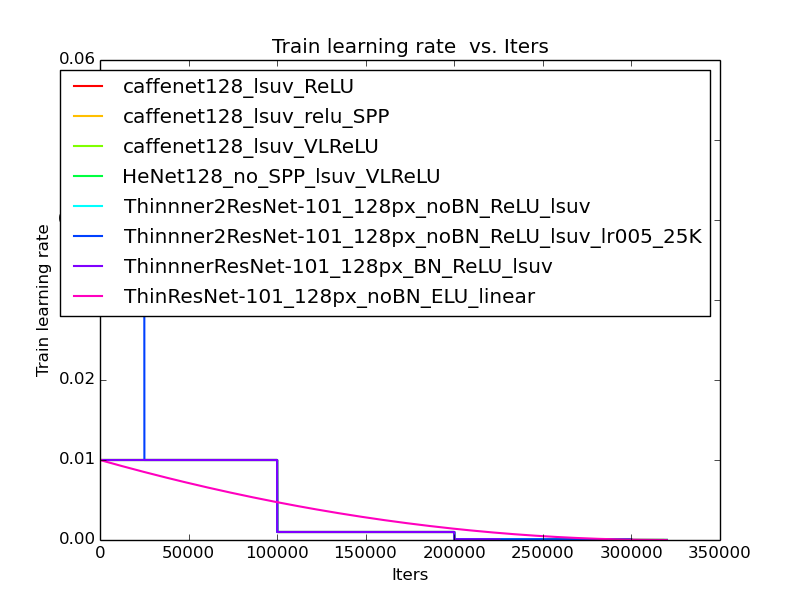 Train learning rate  vs. Iters
0.06
caffenet128_lsuv_ReLU
caffenet128_lsuv_relu_SPP
caffenet128_lsuv_VLReLU
HeNet128_no_SPP_lsuv_VLReLU
Thinnner2ResNet-101_128px_noBN_ReLU_lsuv
Thinnner2ResNet-101_128px_noBN_ReLU_lsuv_lr005_25K
ThinnnerResNet-101_128px_BN_ReLU_lsuv
ThinResNet-101_128px_noBN_ELU_linear
Train learning rate
0.02
0.01
0.00
0 50000 100000 150000 200000 250000 300000 350000
Iters